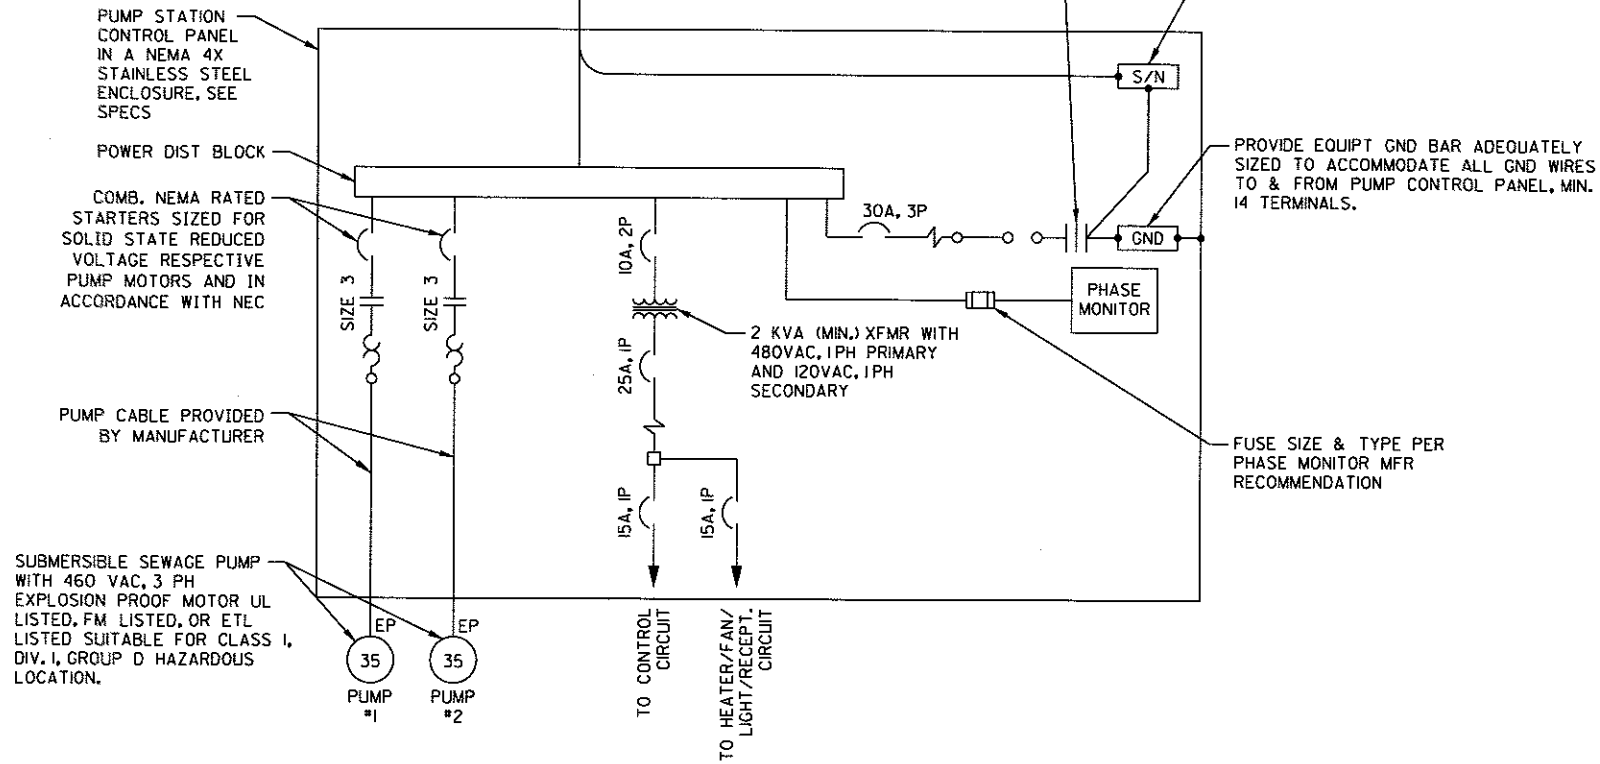 PUMP STATION
CONTROL PANEL
IN A NEMA 4X
STAINLESS STEEL
ENCLOSURE, SEE
SPECS
S/N
POWER DIST BLOCK
PROVIDE EQUIPT GND BAR ADEQUATELY
SIZED TO ACCOMMODATE ALL GND WIRES
TO & FROM PUMP CONTROL PANEL, MIN.
14 TERMINALS.
COMB. NEMA RATED
STARTERS SIZED FOR
SOLID STATE REDUCED
VOLTAGE RESPECTIVE
PUMP MOTORS AND IN
ACCORDANCE WITH NEC
30A, 3P
GND
10A, 2P
SIZE 3
SIZE 3
PHASE
MONITOR
2 KVA (MIN.) XFMR WITH
480VAC, 1PH PRIMARY
AND 120VAC, 1PH
SECONDARY
25A, 1P
PUMP CABLE PROVIDED
BY MANUFACTURER
FUSE SIZE & TYPE PER
PHASE MONITOR MFR
RECOMMENDATION
15A, 1P
15A, 1P
SUBMERSIBLE SEWAGE PUMP
WITH 460 VAC, 3 PH
EXPLOSION PROOF MOTOR UL
LISTED, FM LISTED, OR ETL
LISTED SUITABLE FOR CLASS I,
DIV. I, GROUP D HAZARDOUS
LOCATION.
EP
35
PUMP
#1
EP
35
PUMP
#2
TO CONTROL
CIRCUIT
TO HEATER/FAN/
LIGHT/RECEPT.
CIRCUIT